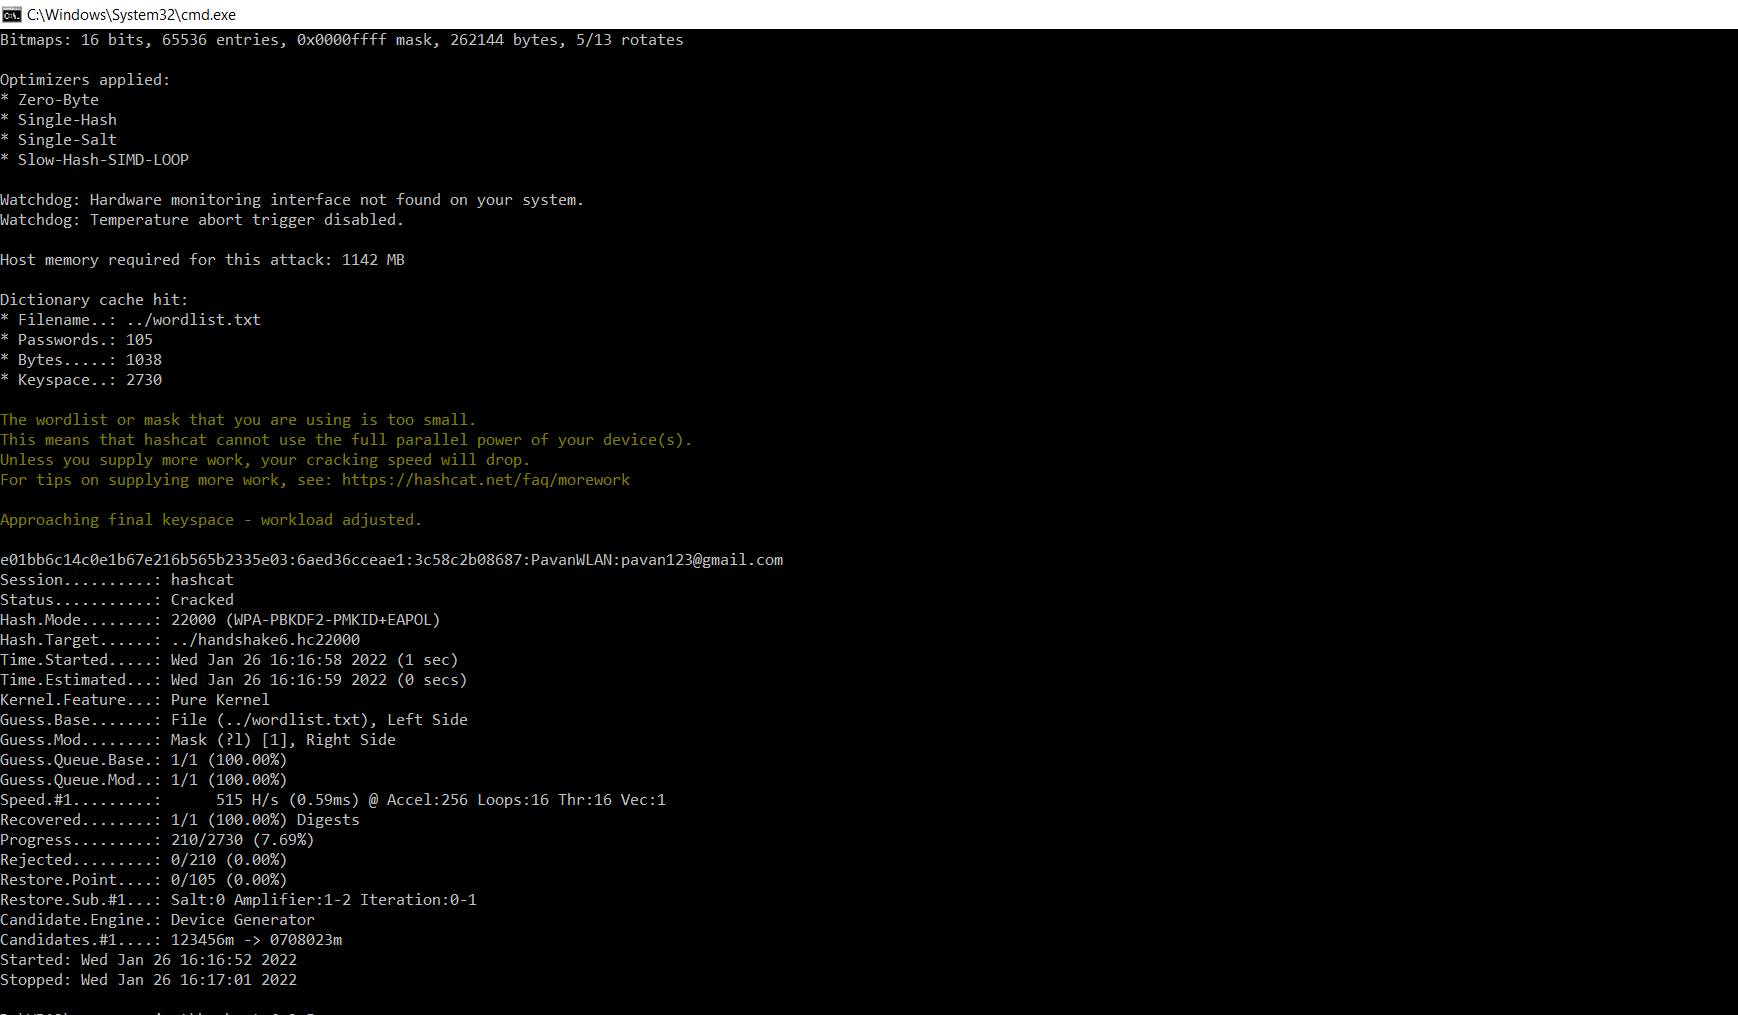 C:\Windows\System32\cmd.exe
Bitmaps: 16 bits, 65536 entries, 0x0000ffff mask, 262144 bytes, 5/13 rotates
Optimizers applied:
* Zero-Byte
* Single-Hash
* Single-Salt
* Slow-Hash-SIMD-LOOP
Watchdog: Hardware monitoring interface not found on your system.
Watchdog: Temperature abort trigger disabled.
Host memory required for this attack: 1142 MB
Dictionary cache hit:
* Filename..: ../wordlist.txt
* Passwords.: 105
* Bytes.....: 1038
* Keyspace..: 2730
The wordlist or mask that you are using is too small.
This means that hashcat cannot use the full parallel power of your device(s).
Unless you supply more work, your cracking speed will drop.
For tips on supplying more work, see: https://hashcat.net/faq/morework
Approaching final keyspace - workload adjusted.
e01bb6c14c0e1b67e216b565b2335e03:6aed36cceae1:3c58c2b08687:PavanWLAN:pavan123@gmail.com
Session..........: hashcat
Status...........: Cracked
Hash.Mode........: 22000 (WPA-PBKDF2-PMKID+EAPOL)
Hash.Target......: ../handshake6.hc22000
Time.Started.....: Wed Jan 26 16:16:58 2022 (1 sec)
Time.Estimated...: Wed Jan 26 16:16:59 2022 (0 secs)
Kernel.Feature...: Pure Kernel
Guess.Base.......: File (../wordlist.txt), Left Side
Guess.Mod........: Mask (?l) [1], Right Side
Guess.Queue.Base.: 1/1 (100.00%)
Guess.Queue.Mod..: 1/1 (100.00%)
Speed.#1.........:      515 H/s (0.59ms) @ Accel:256 Loops:16 Thr:16 Vec:1
Recovered........: 1/1 (100.00%) Digests
Progress.........: 210/2730 (7.69%)
Rejected.........: 0/210 (0.00%)
Restore.Point....: 0/105 (0.00%)
Restore.Sub.#1...: Salt:0 Amplifier:1-2 Iteration:0-1
Candidate.Engine.: Device Generator
Candidates.#1....: 123456m -> 0708023m
Started: Wed Jan 26 16:16:52 2022
Stopped: Wed Jan 26 16:17:01 2022